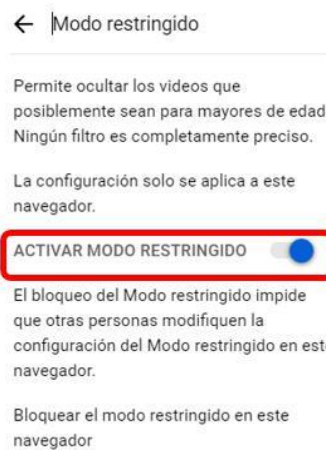 Modo restringido
Permite ocultar los videos que
posiblemente sean para mayores de edad
Ningún filtro es completamente preciso.
La configuración solo se aplica a este
navegador.
ACTIVAR MODO RESTRINGIDO
El bloqueo del Modo restringido impide
que otras personas modifiquen la
configuración del Modo restringido en est
navegador.
Bloquear el modo restringido en este
navegador